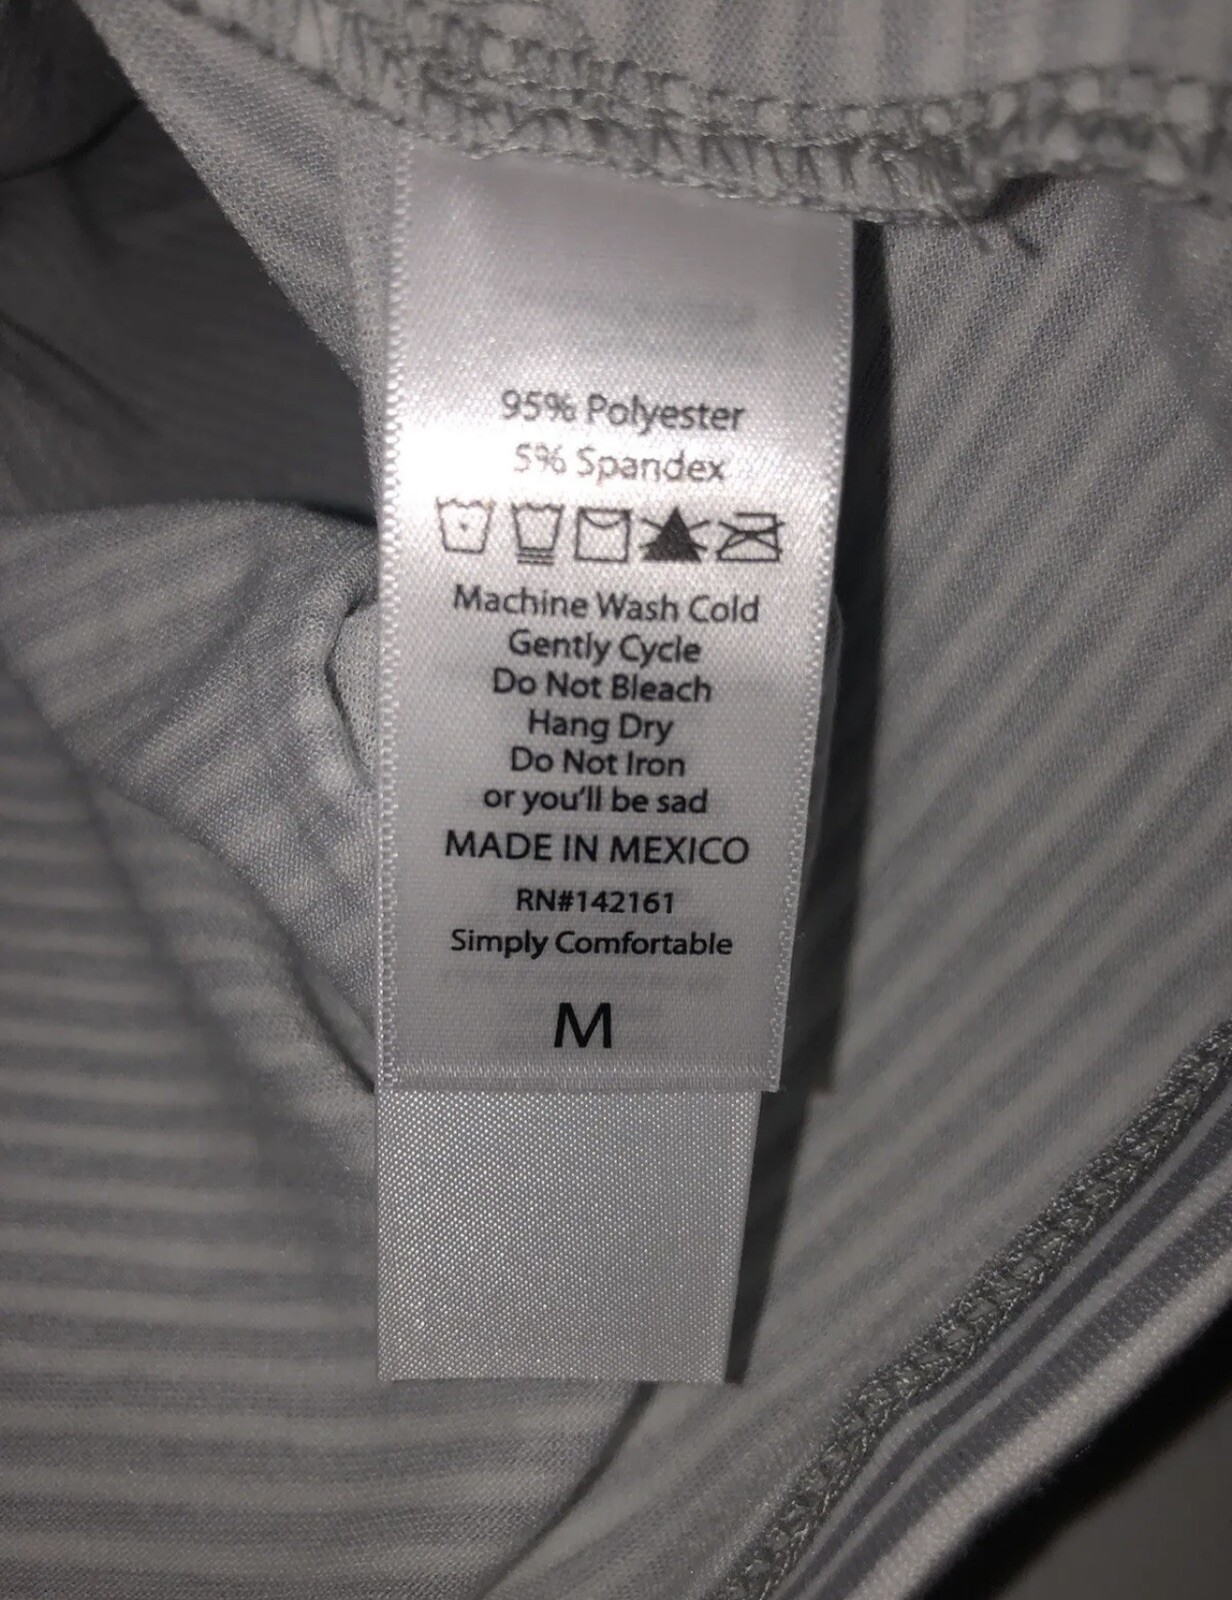 95% Polyester
5% Spandex
Machine Wash Cold
Gently Cycle
Do Not Bleach
Hang Dry
Do Not Iron
or you'll be sad
MADE IN MEXICO
RN#142161
Simply Comfortable
M